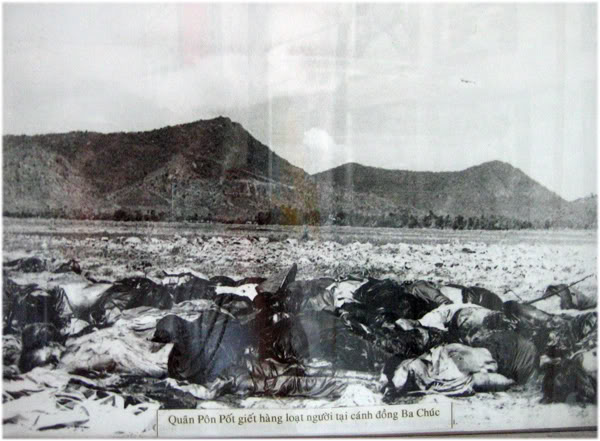 Quân Pôn Pốt giết hàng loạt người tại cánh đồng Ba Chúc